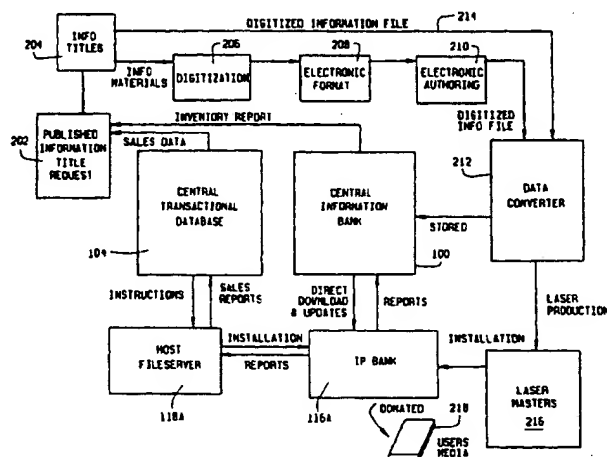 DIGITIZED INFORMATION FILE
214
INFO
TITLES
204
INFO
MATERIALS
206
DIGITIZATION
208
ELECTRONIC
FORMAT
210
ELECTRONIC
AUTHORING
INVENTORY REPORT
SALES DATA
DIGITIZED
INFO FILE
202
PUBLISHED
INFORMATION
TITLE
REQUEST
212
DATA
CONVERTER
CENTRAL
TRANSACTIONAL
DATABASE
104
CENTRAL
INFORMATION
BANK
100
STORED
INSTRUCTIONS
SALES
REPORTS
DIRECT
DOWNLOAD
& UPDATES
REPORTS
LASER
PRODUCTION
HOST
FILESERVER
118A
INSTALLATION
REPORTS
IP BANK
116A
INSTALLATION
LASER
MASTERS
216
DONATED
218
USERS
MEDIA